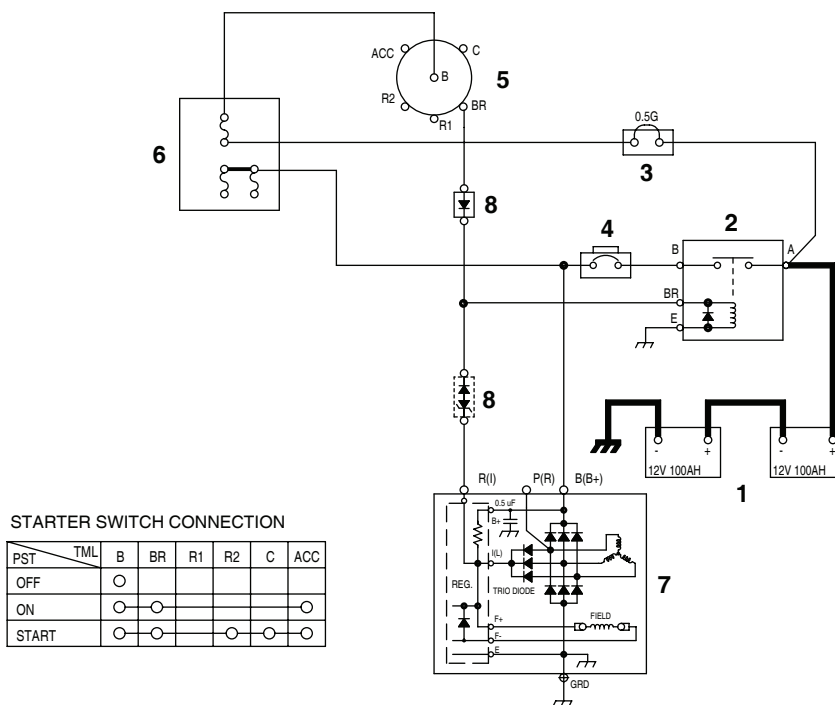 ACC
C
B
5
R2
BR
R1
6
0.5G
3
8
4
2
B
A
BR
E
8
- +
- +
12V 100AH
12V 100AH
1
R(I)
P(R)
B(B+)
0.5 uF
B+
I(L)
REG.
TRIO DIODE
7
F+
FIELD
F-
E
GRD
STARTER SWITCH CONNECTION
PST TML B BR R1 R2 C ACC
OFF
ON
START